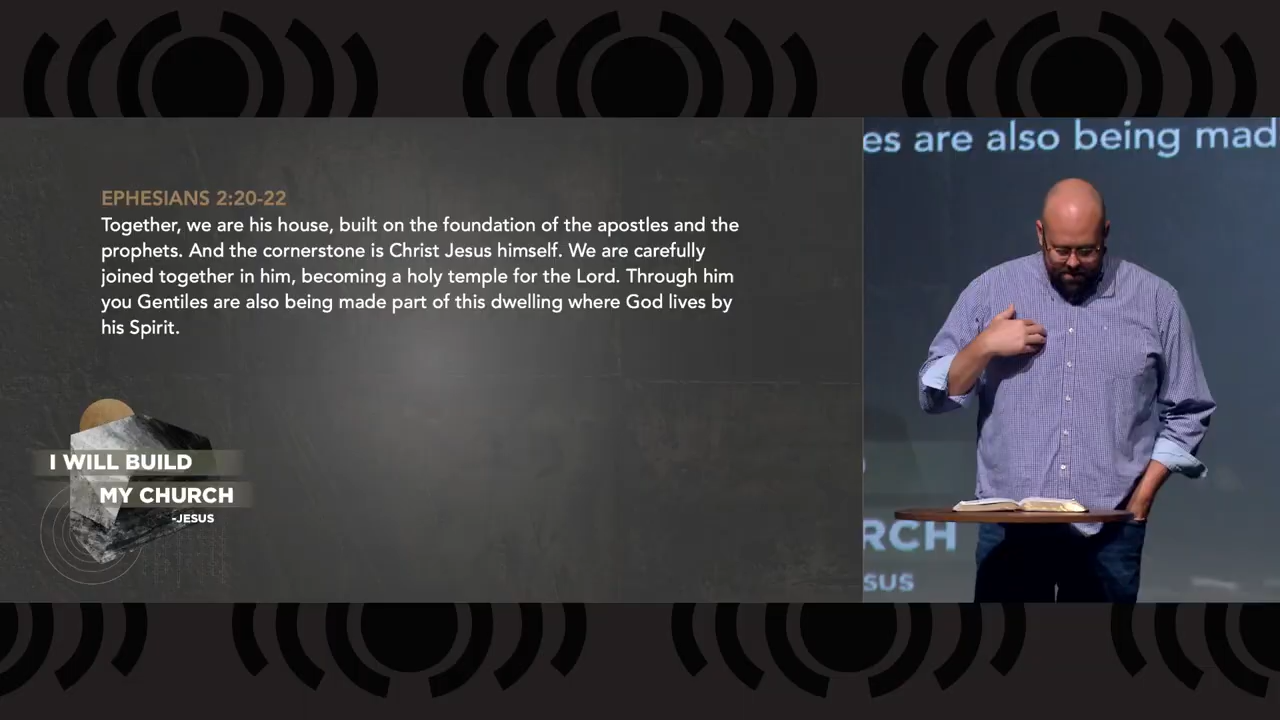 EPHESIANS 2:20-22
Together, we are his house, built on the foundation of the apostles and the
prophets. And the cornerstone is Christ Jesus himself. We are carefully
joined together in him, becoming a holy temple for the Lord. Through him
you Gentiles are also being made part of this dwelling where God lives by
his Spirit.
I WILL BUILD
MY CHURCH
-JESUS
es are also being mad
RCH
SUS